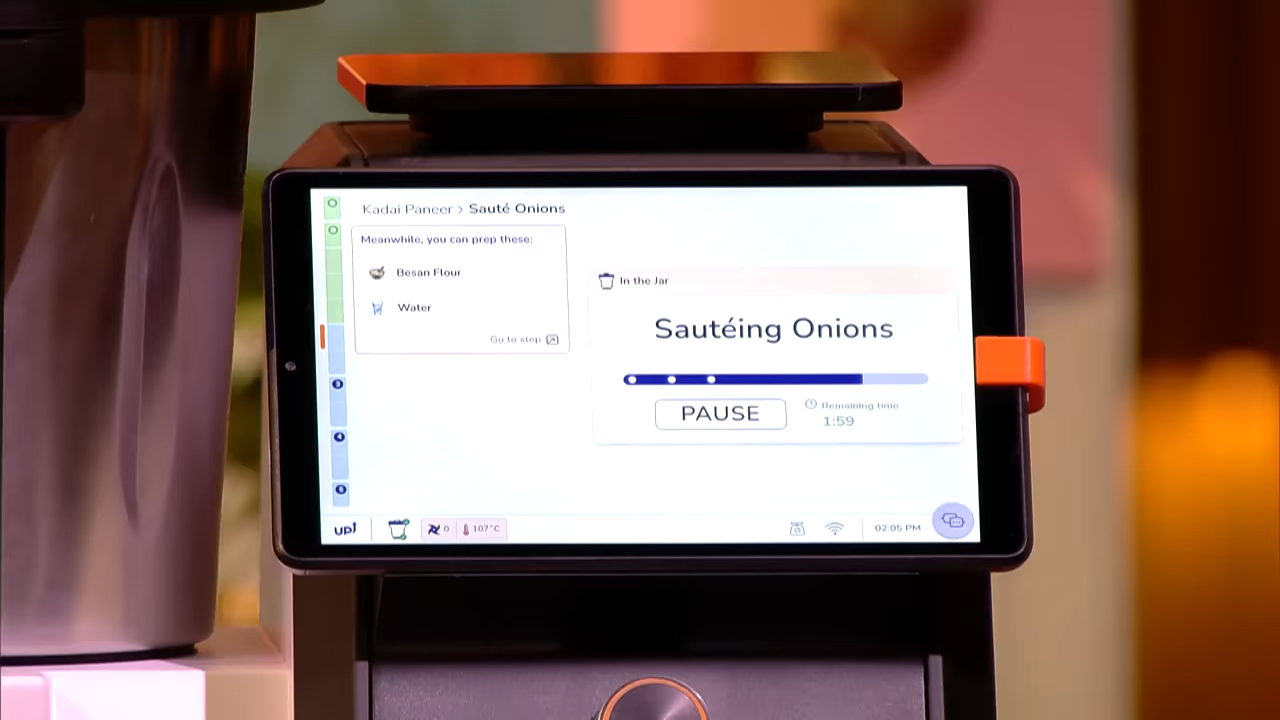 Kadai Paneer > Sauté Onions
Meanwhile, you can prep these:
Besan Flour
Water
Go to step
In the Jar
Sautéing Onions
PAUSE
Remaining time
1:59
3
4
5
upj
0
107°C
02:05 PM